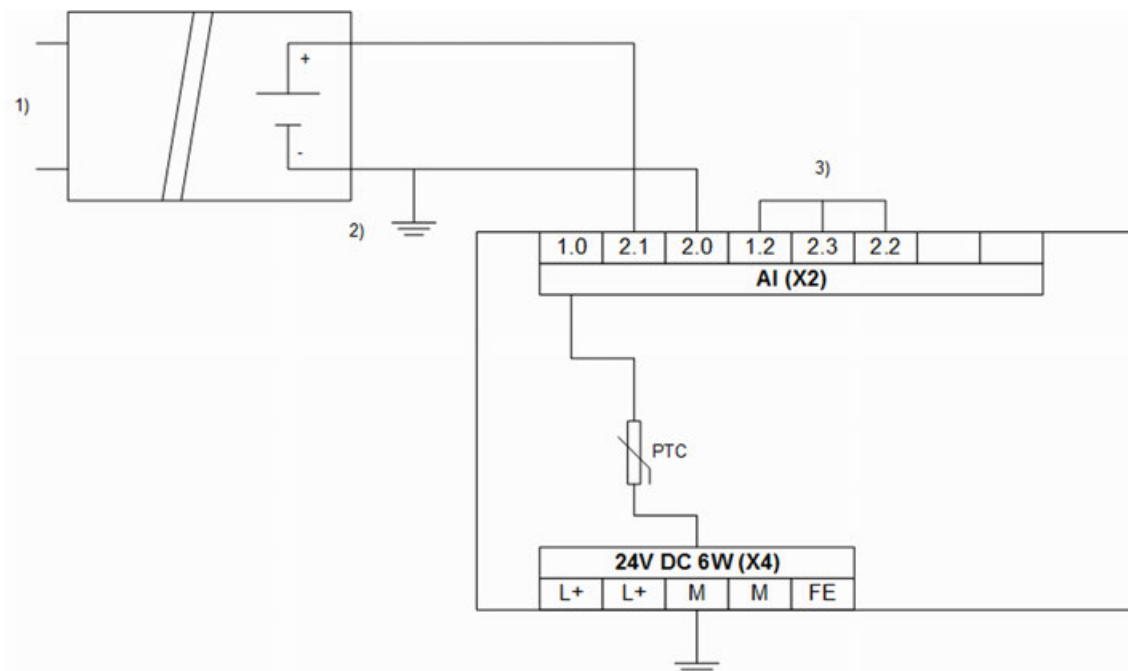 +
1)
-
3)
2)
1.0 2.1 2.0 1.2 2.3 2.2
AI (X2)
PTC
24V DC 6W (X4)
L+ L+ M M FE